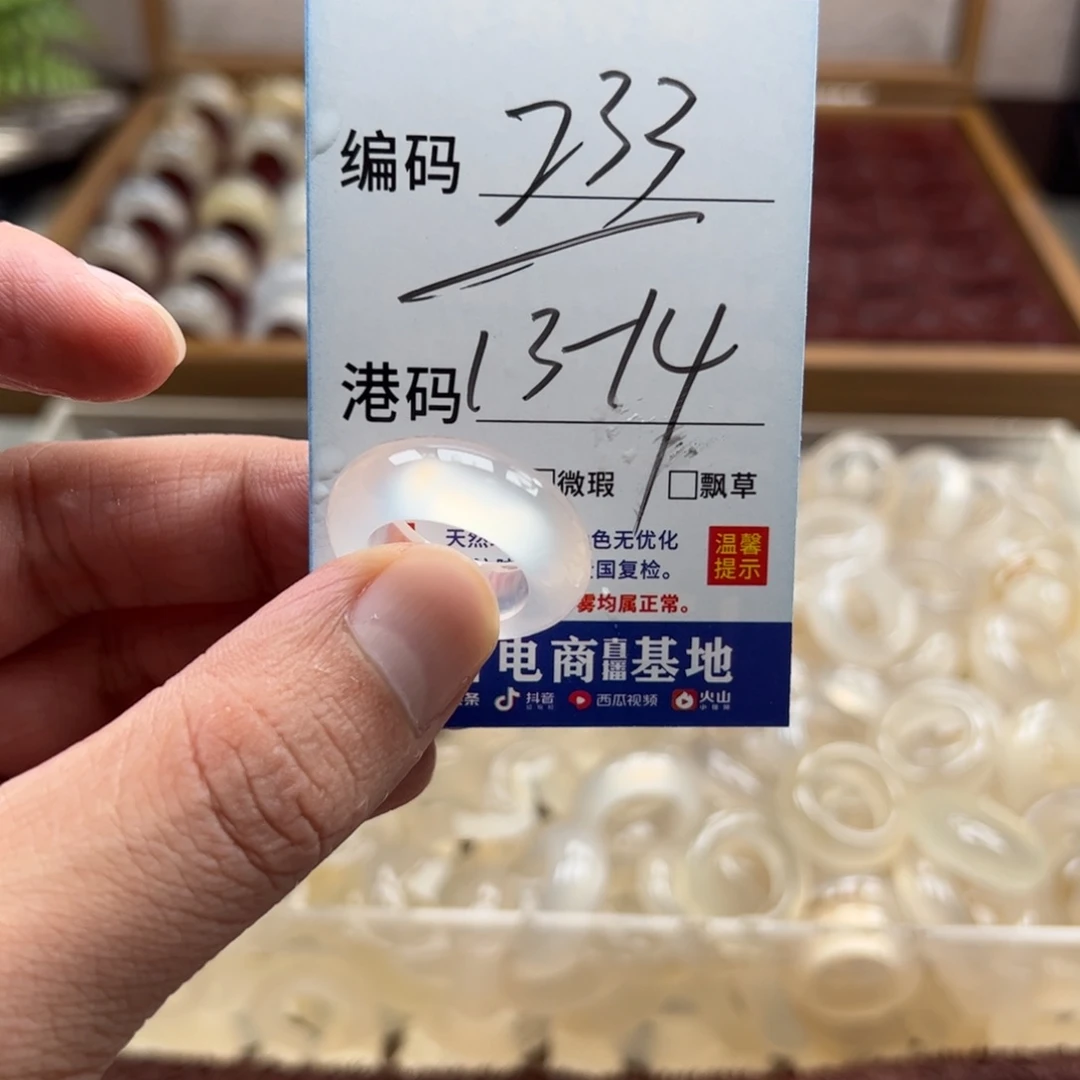 编码 233
港码 1314
微瑕 飘草
天然 色无优化
温馨
国复检。
提示
雾均属正常。
电商直播基地
条 抖音 西瓜视频 火山